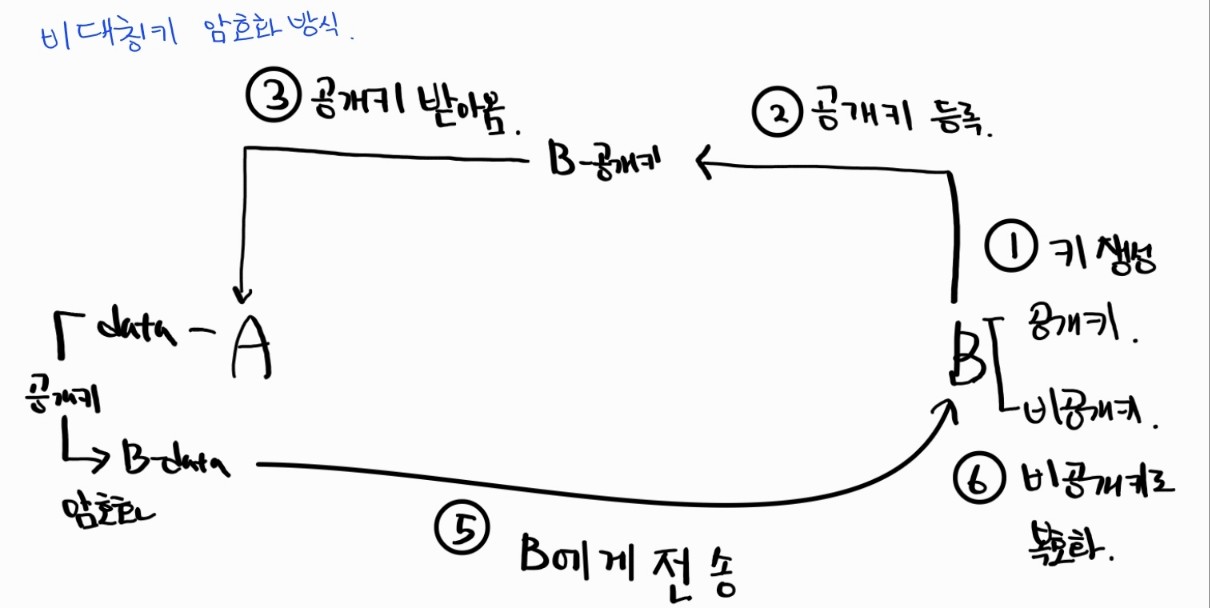 비대칭키 암호화 방식.
③ 공개키 받아옴.
② 공개키 등록.
B-공개키
① 키 생성
공개키.
비공개키.
B
data - A
공개키
B-data
암호화
⑤ B에게 전송
⑥ 비공개키로
복호화.